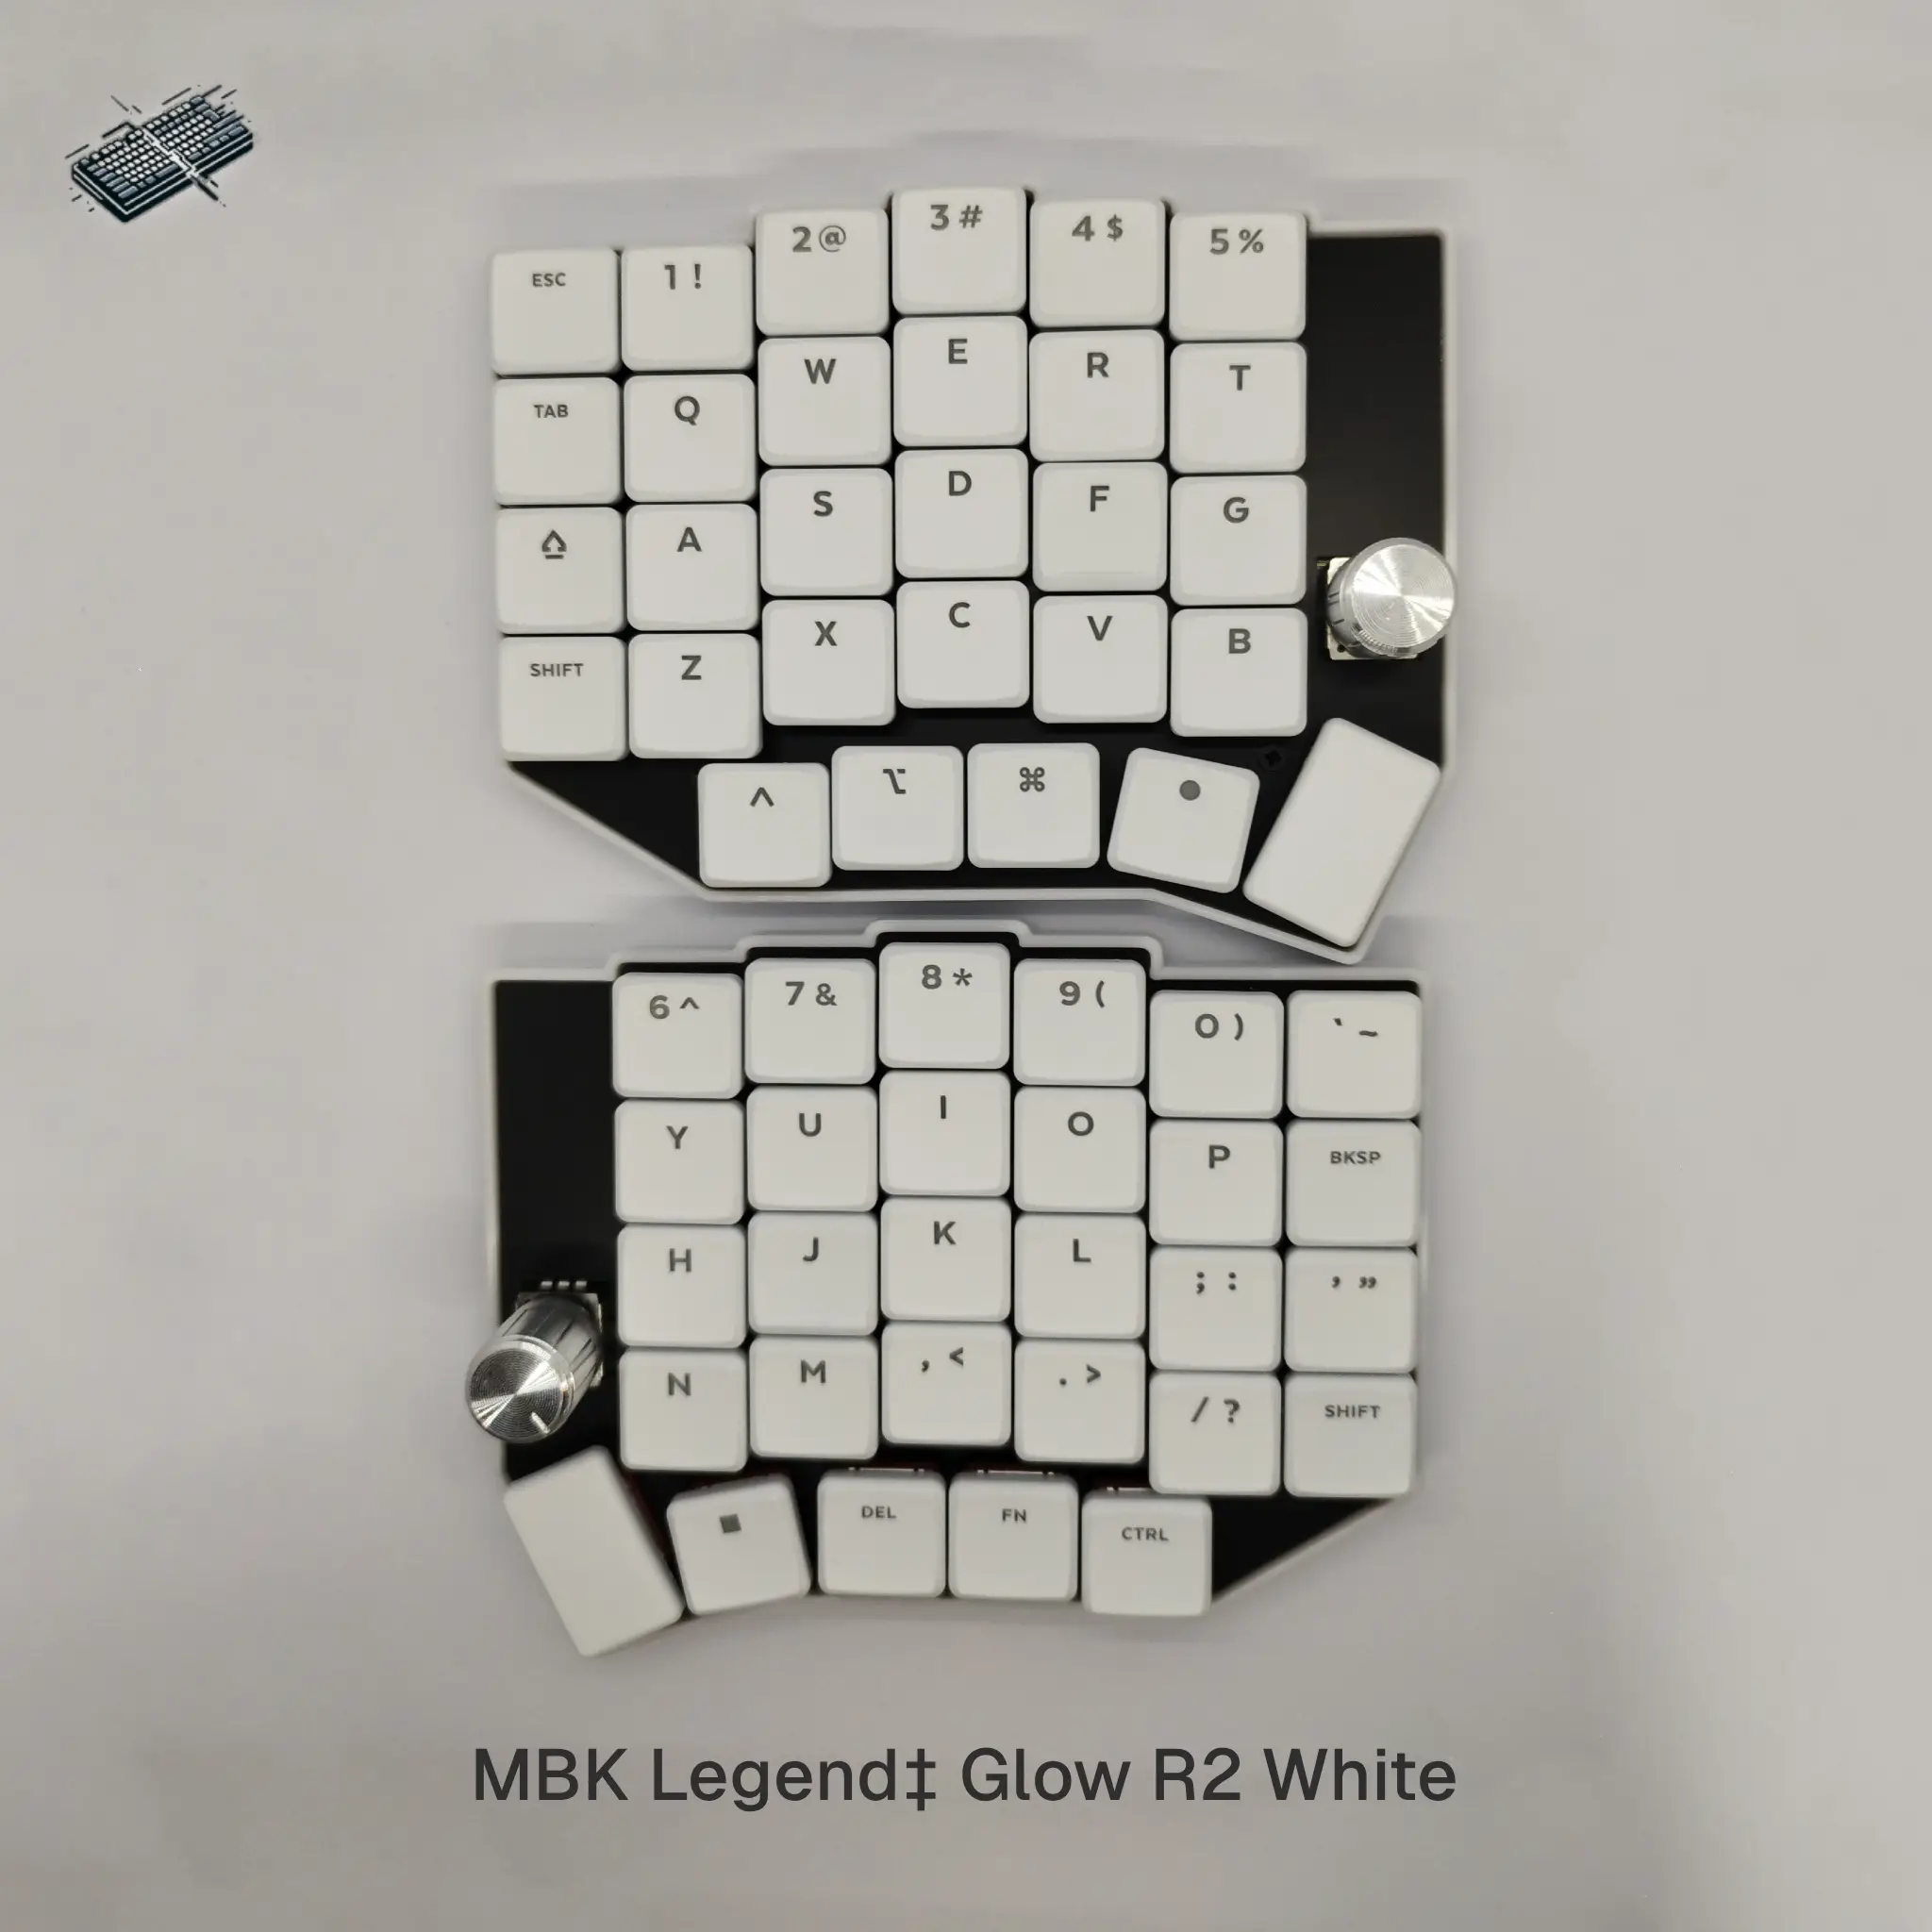 ESC 1 ! 2 @ 3 # 4 $ 5 %
TAB Q W E R T
A S D F G
SHIFT Z X C V B
^ ⌥ ⌘ ●
6 ^ 7 & 8 * 9 ( 0 ) ` ~
Y U I O P BKSP
H J K L ; : ’ ”
N M , < . > / ? SHIFT
■ DEL FN CTRL
MBK Legend‡ Glow R2 White